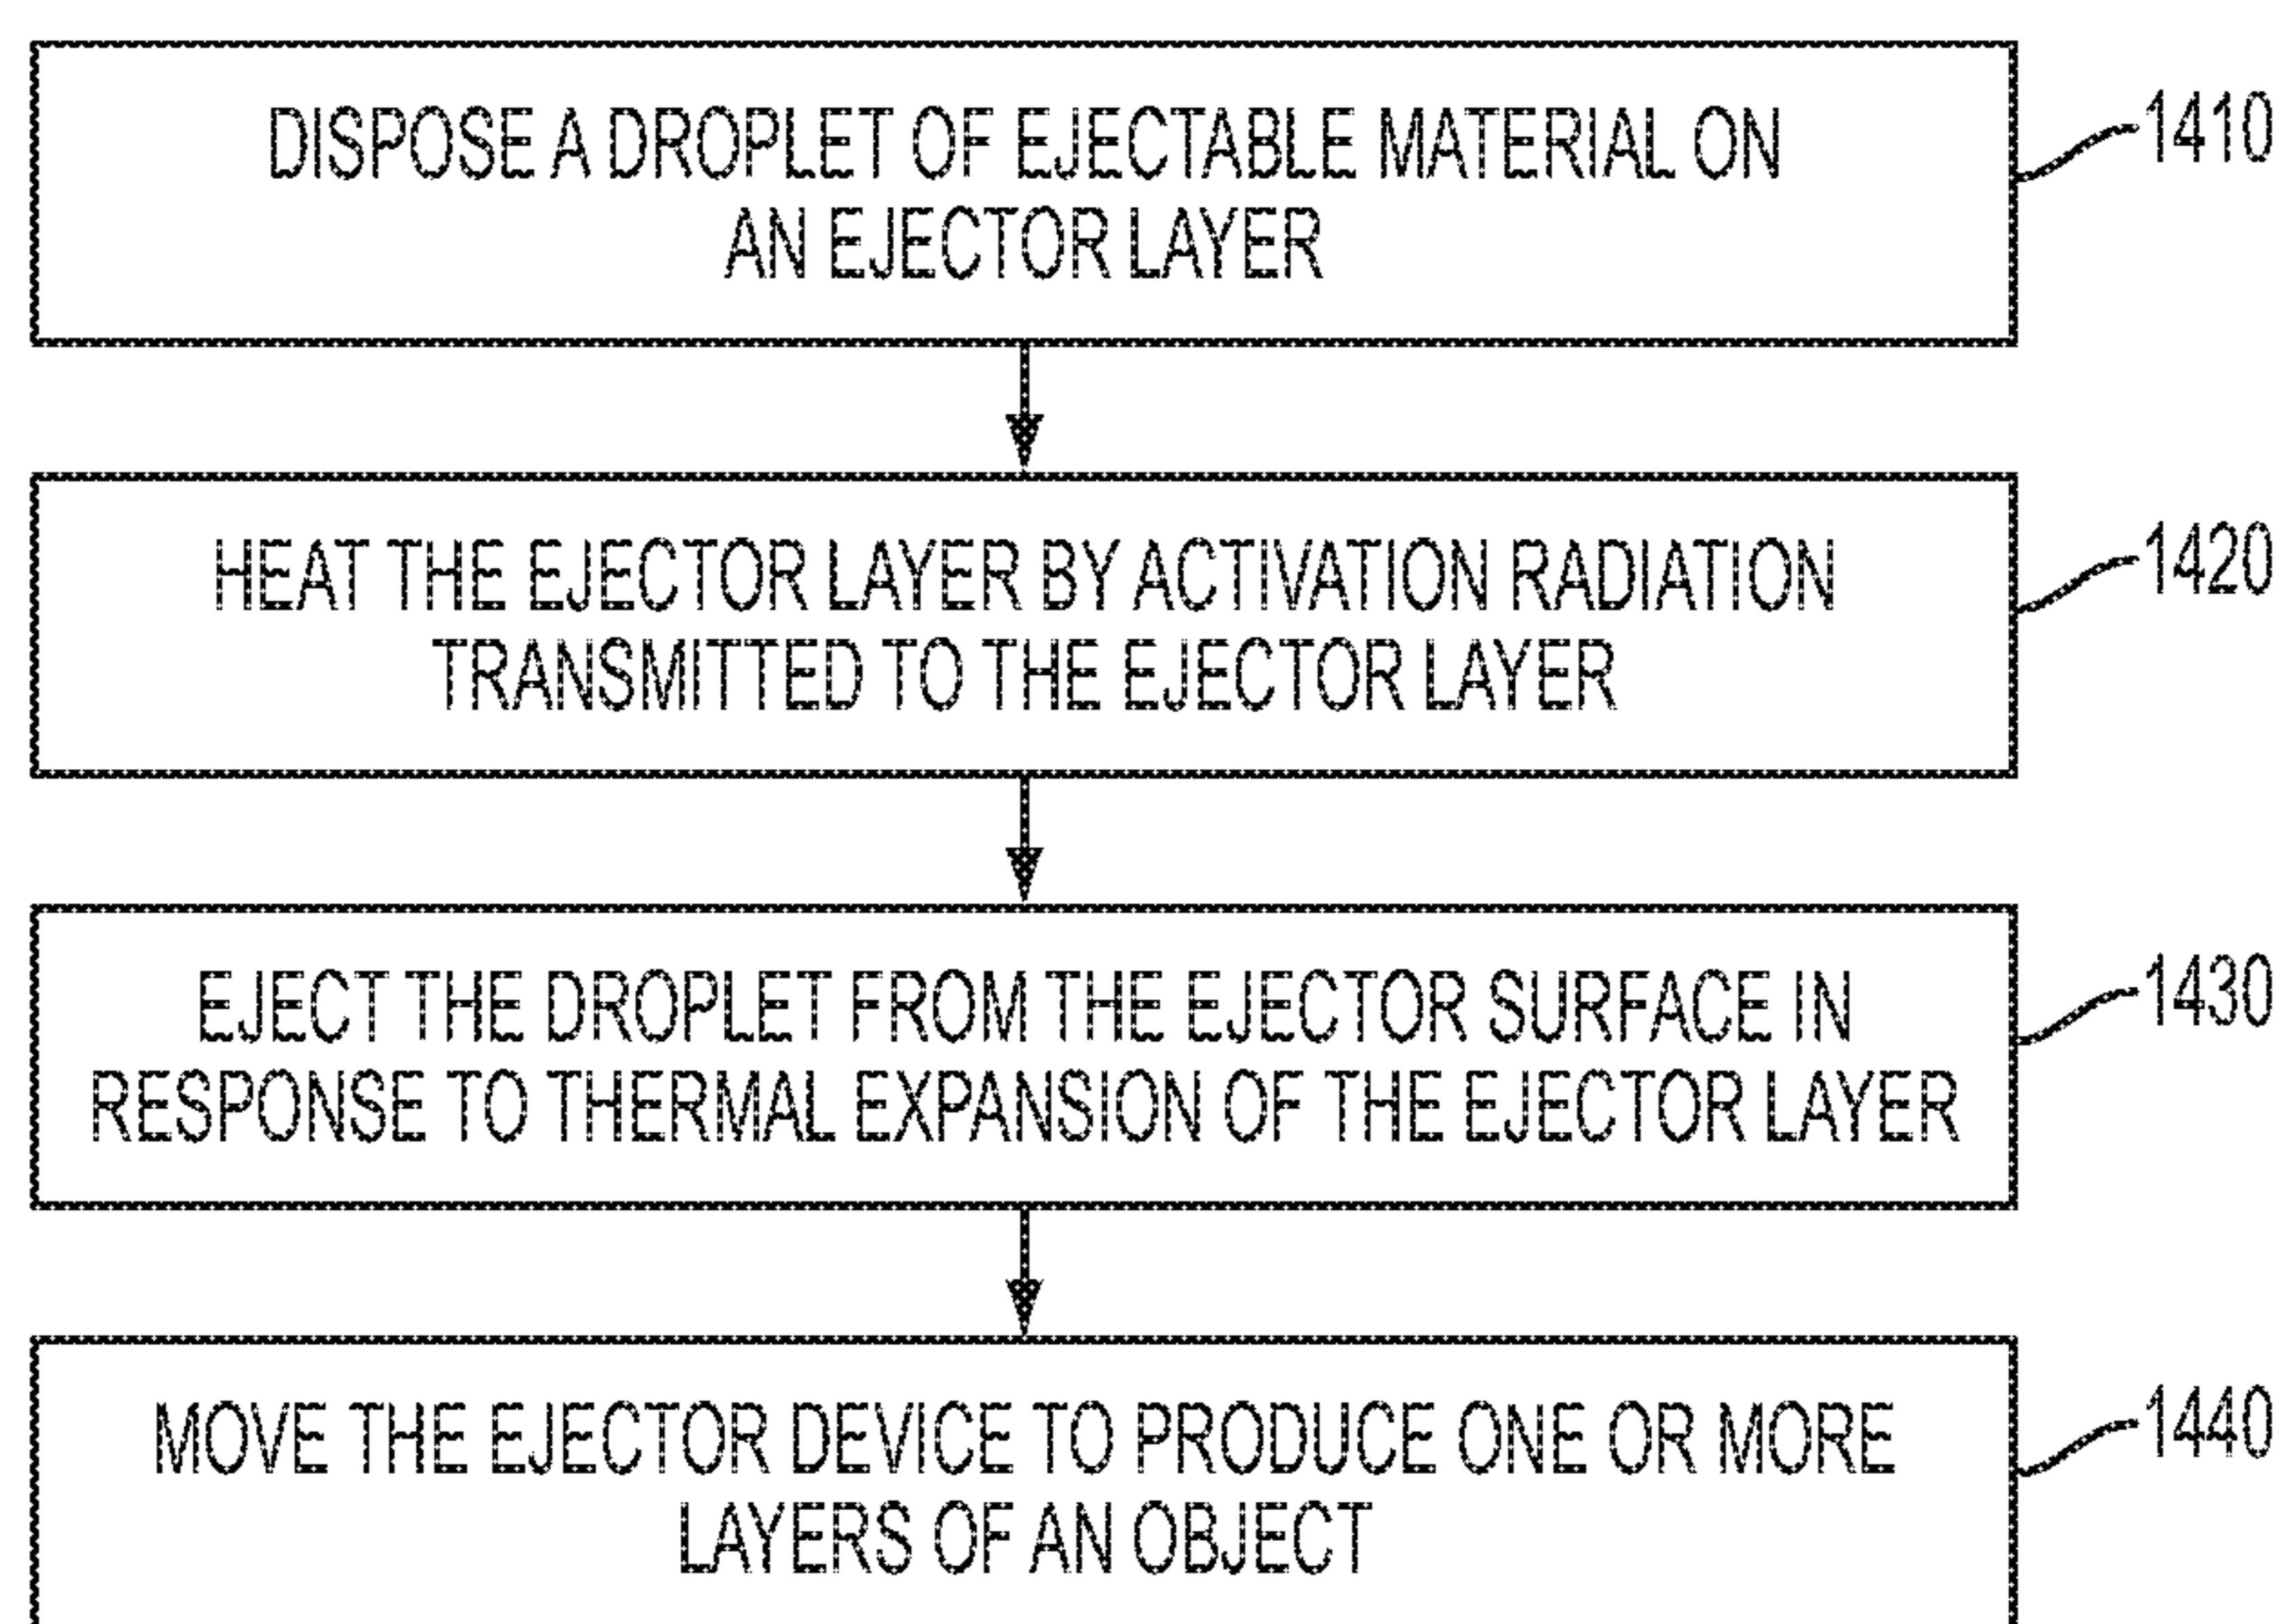 DISPOSE A DROPLET OF EJECTABLE MATERIAL ON
AN EJECTOR LAYER
1410
HEAT THE EJECTOR LAYER BY ACTIVATION RADIATION
TRANSMITTED TO THE EJECTOR LAYER
1420
EJECT THE DROPLET FROM THE EJECTOR SURFACE IN
RESPONSE TO THERMAL EXPANSION OF THE EJECTOR LAYER
1430
MOVE THE EJECTOR DEVICE TO PRODUCE ONE OR MORE
LAYERS OF AN OBJECT
1440